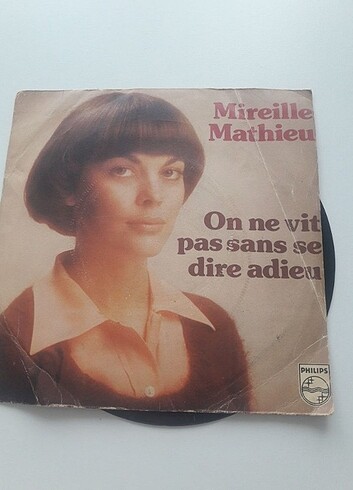 Mireille
Mathieu
On ne vit
pas sans se
dire adieu
PHILIPS